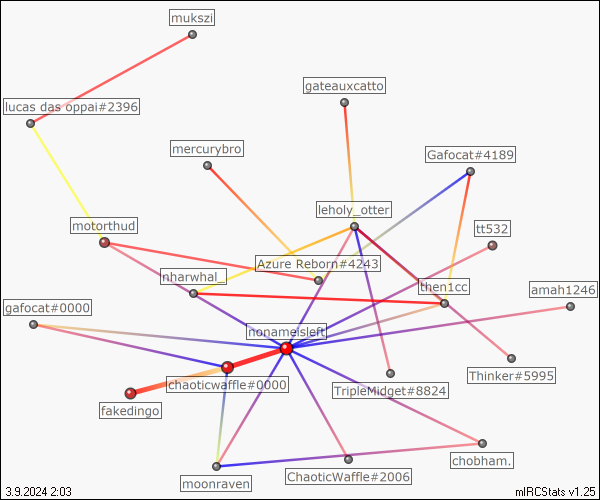 mukszi
gateauxcatto
lucas das oppai#2396
mercurybro
Gafocat#4189
leholy_otter
motorthud
tt532
Azure Reborn#4243
nharwhal_
then1cc
amah1246
gafocat#0000
nonameisleft
chaoticwaffle#0000
Thinker#5995
TripleMidget#8824
fakedingo
chobham.
ChaoticWaffle#2006
moonraven
3.9.2024 2:03
mIRCStats v1.25